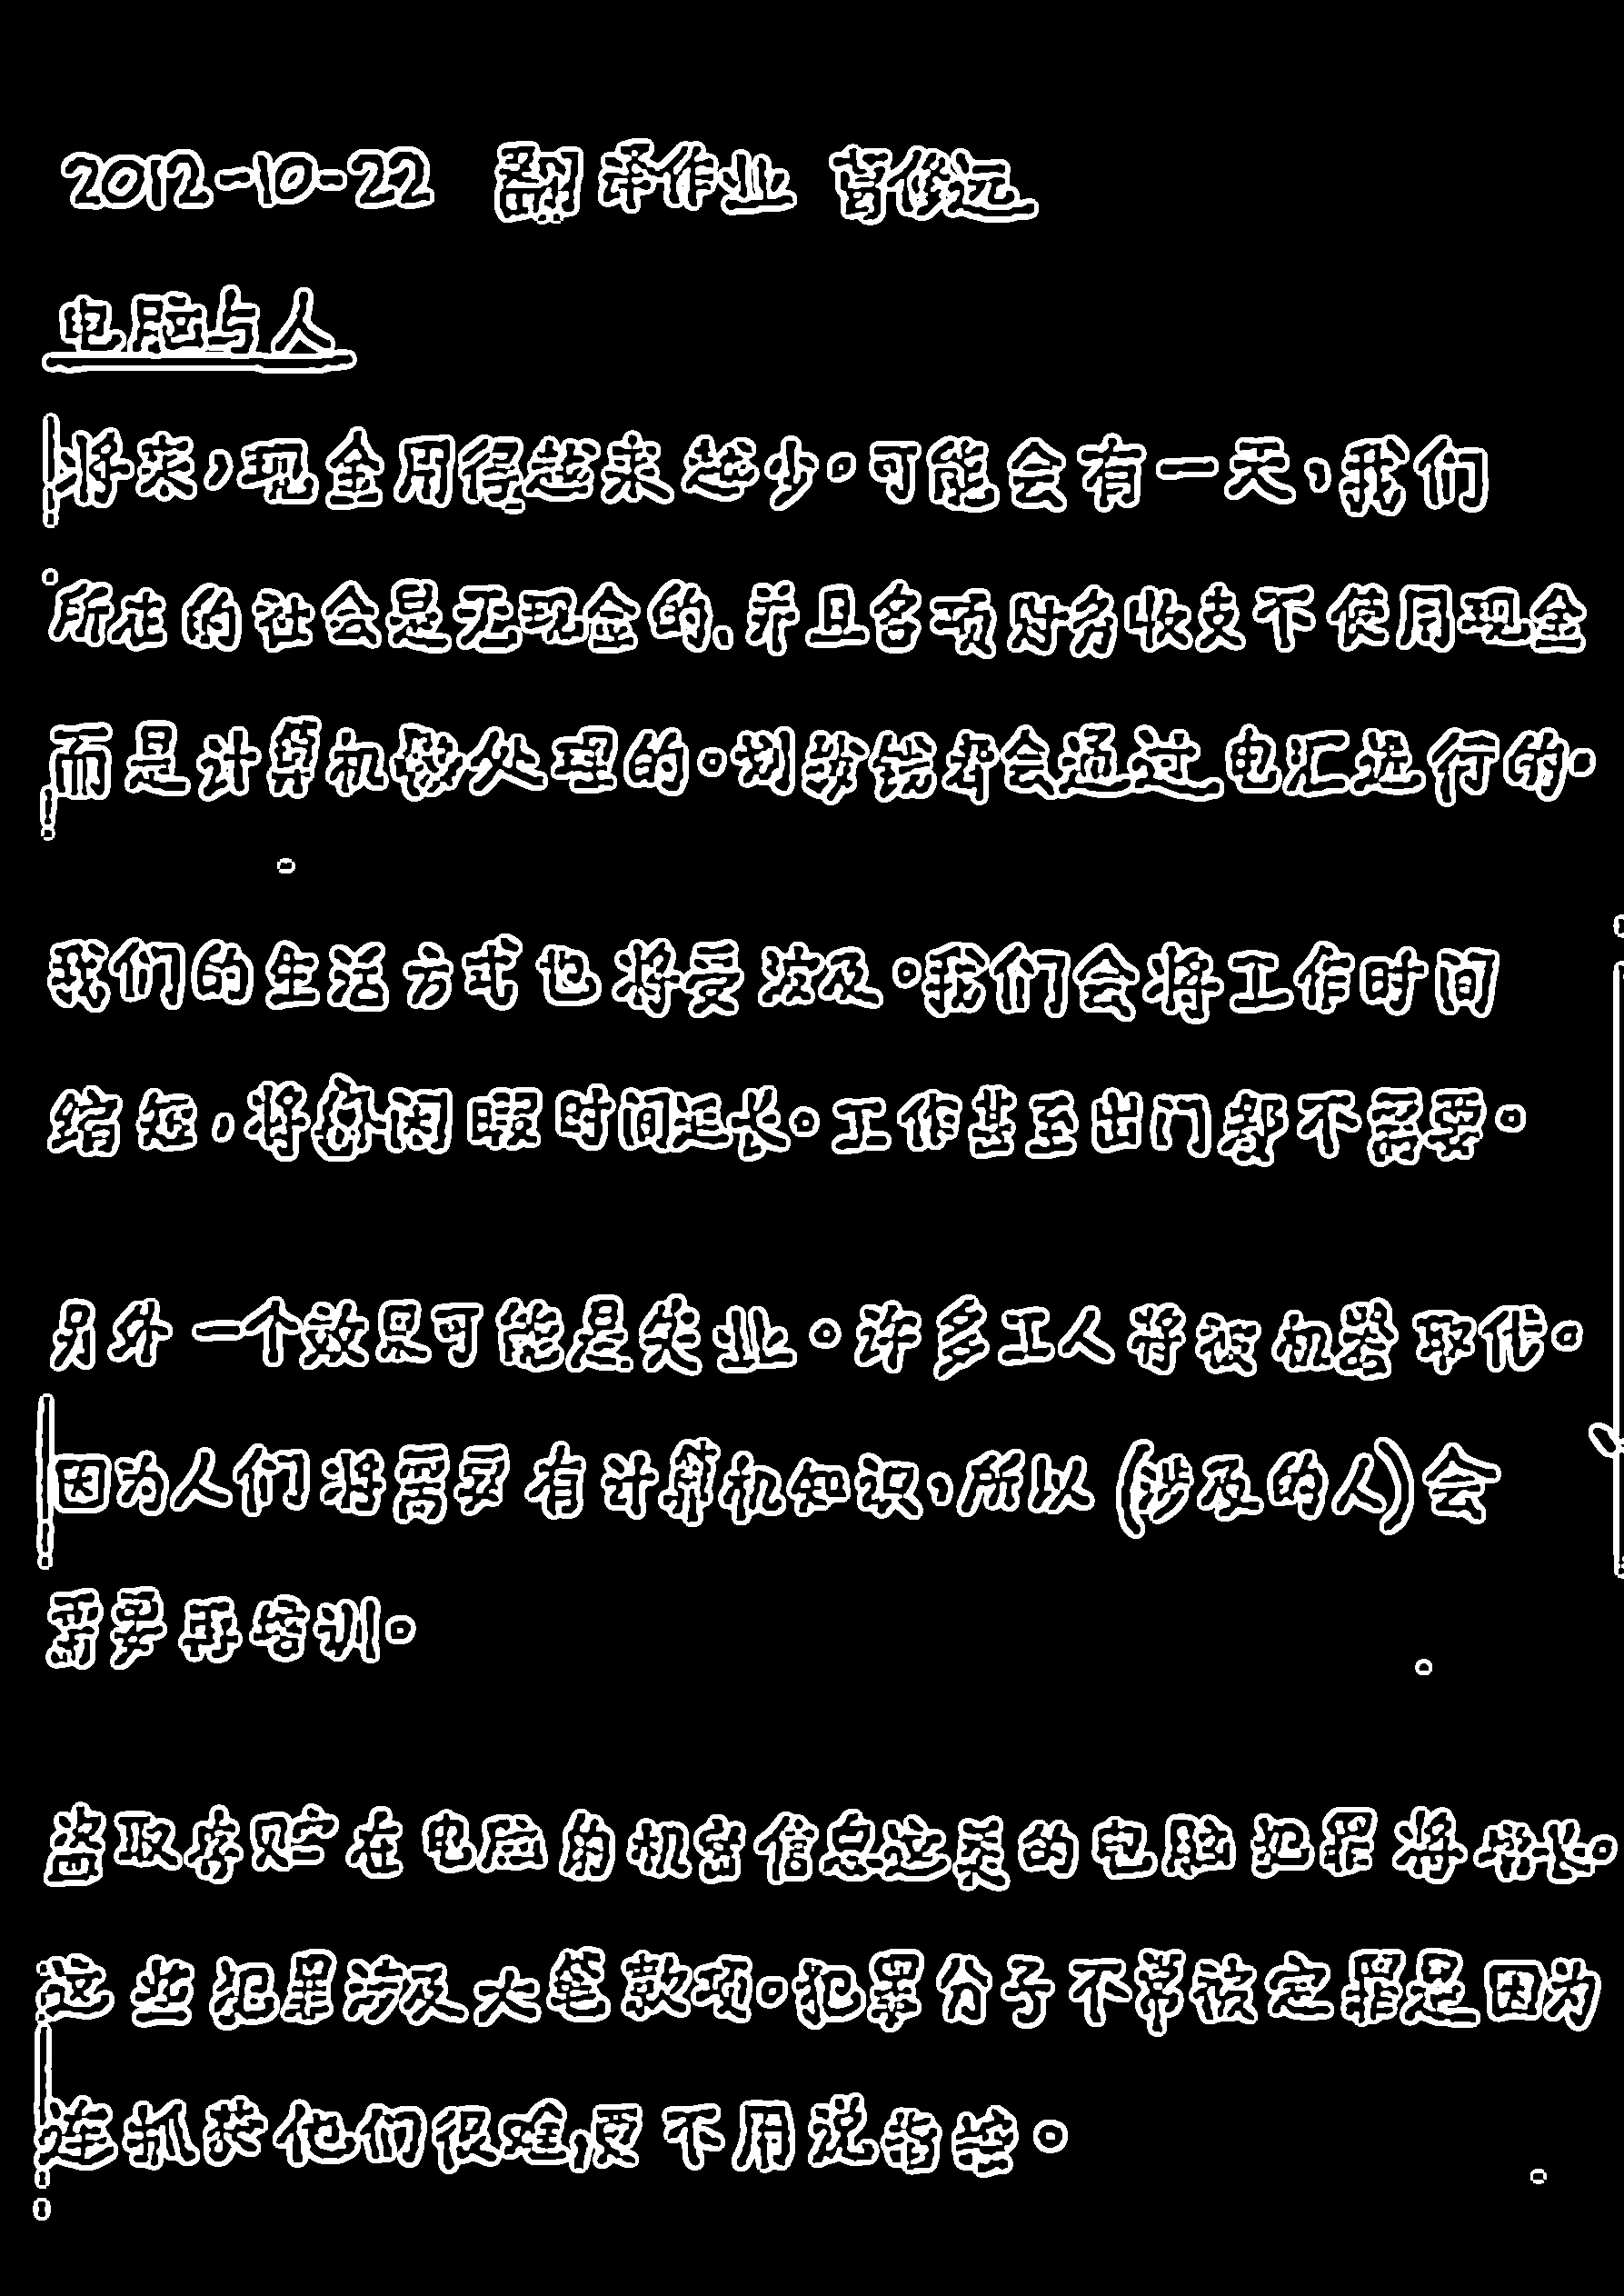 2012-10-22 翻译作业 修远
电脑与人
将来，现金用得越来越少。可能会有一天，我们
所走的社会是无现金的、并且各项财务收支不使用现金
而是计算机化处理的。划拨钱都会通过电汇进行的。
我们的生活方式也将受波及。我们会将工作时间
缩短，将闲暇时间延长。工作甚至出门都不需要。
另外一个效果可能是失业。许多工人将被机器取代。
因为人们将需要有计算机知识，所以(涉及的人)会
需要再培训。
盗取存贮在电脑的机密信息这类的电脑犯罪将增长。
这些犯罪涉及大笔款项。犯罪分子不常被定罪是因为
连抓获他们很难，更不用说指控。